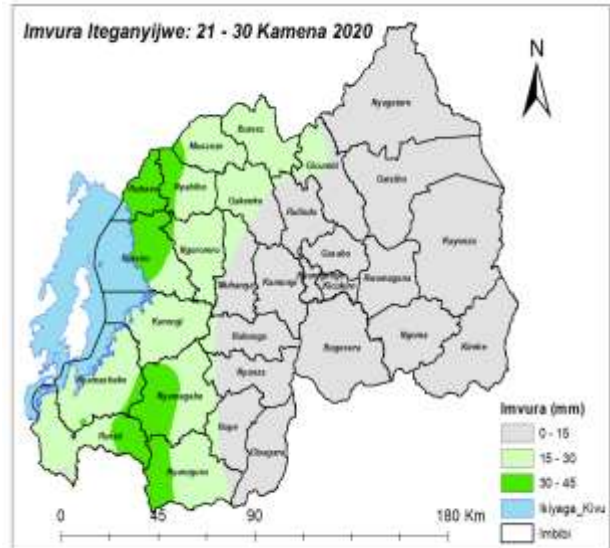 Imvura Iteganyijwe: 21 - 30 Kamena 2020
N
Nyagatare
Burera
Musanze
Gicumbi
Gatsibo
Rubavu
Nyabihu
Gakenke
Rulindo
Kayonza
Rutsiro
Ngororero
Gasabo
Muhanga
Kamonyi
Kicukiro
Rwamagana
Karongi
Ruhango
Bugesera
Ngoma
Kirehe
Nyamasheke
Nyamagabe
Nyanza
Rusizi
Huye
Gisagara
Nyaruguru
Imvura (mm)
0 - 15
15 - 30
30 - 45
Ikiyaga_Kivu
Imbibi
0 45 90 180 Km